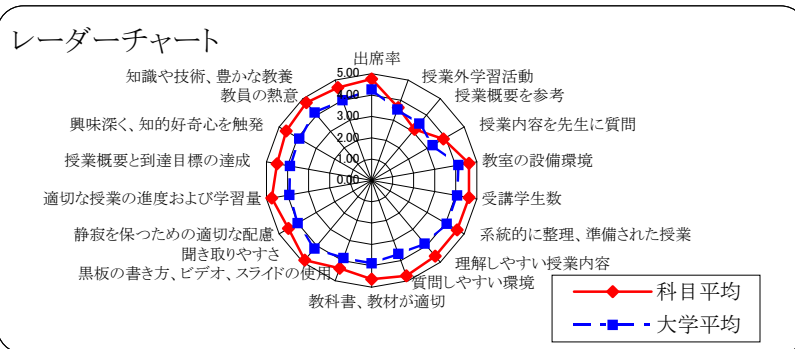 レーダーチャート
出席率
授業外学習活動
授業概要を参考
授業内容を先生に質問
教室の設備環境
受講学生数
系統的に整理、準備された授業
理解しやすい授業内容
質問しやすい環境
教科書、教材が適切
黒板の書き方、ビデオ、スライドの使用
聞き取りやすさ
静寂を保つための適切な配慮
適切な授業の進度および学習量
授業概要と到達目標の達成
興味深く、知的好奇心を触発
教員の熱意
知識や技術、豊かな教養
5.00
4.00
3.00
2.00
1.00
0.00
科目平均
大学平均